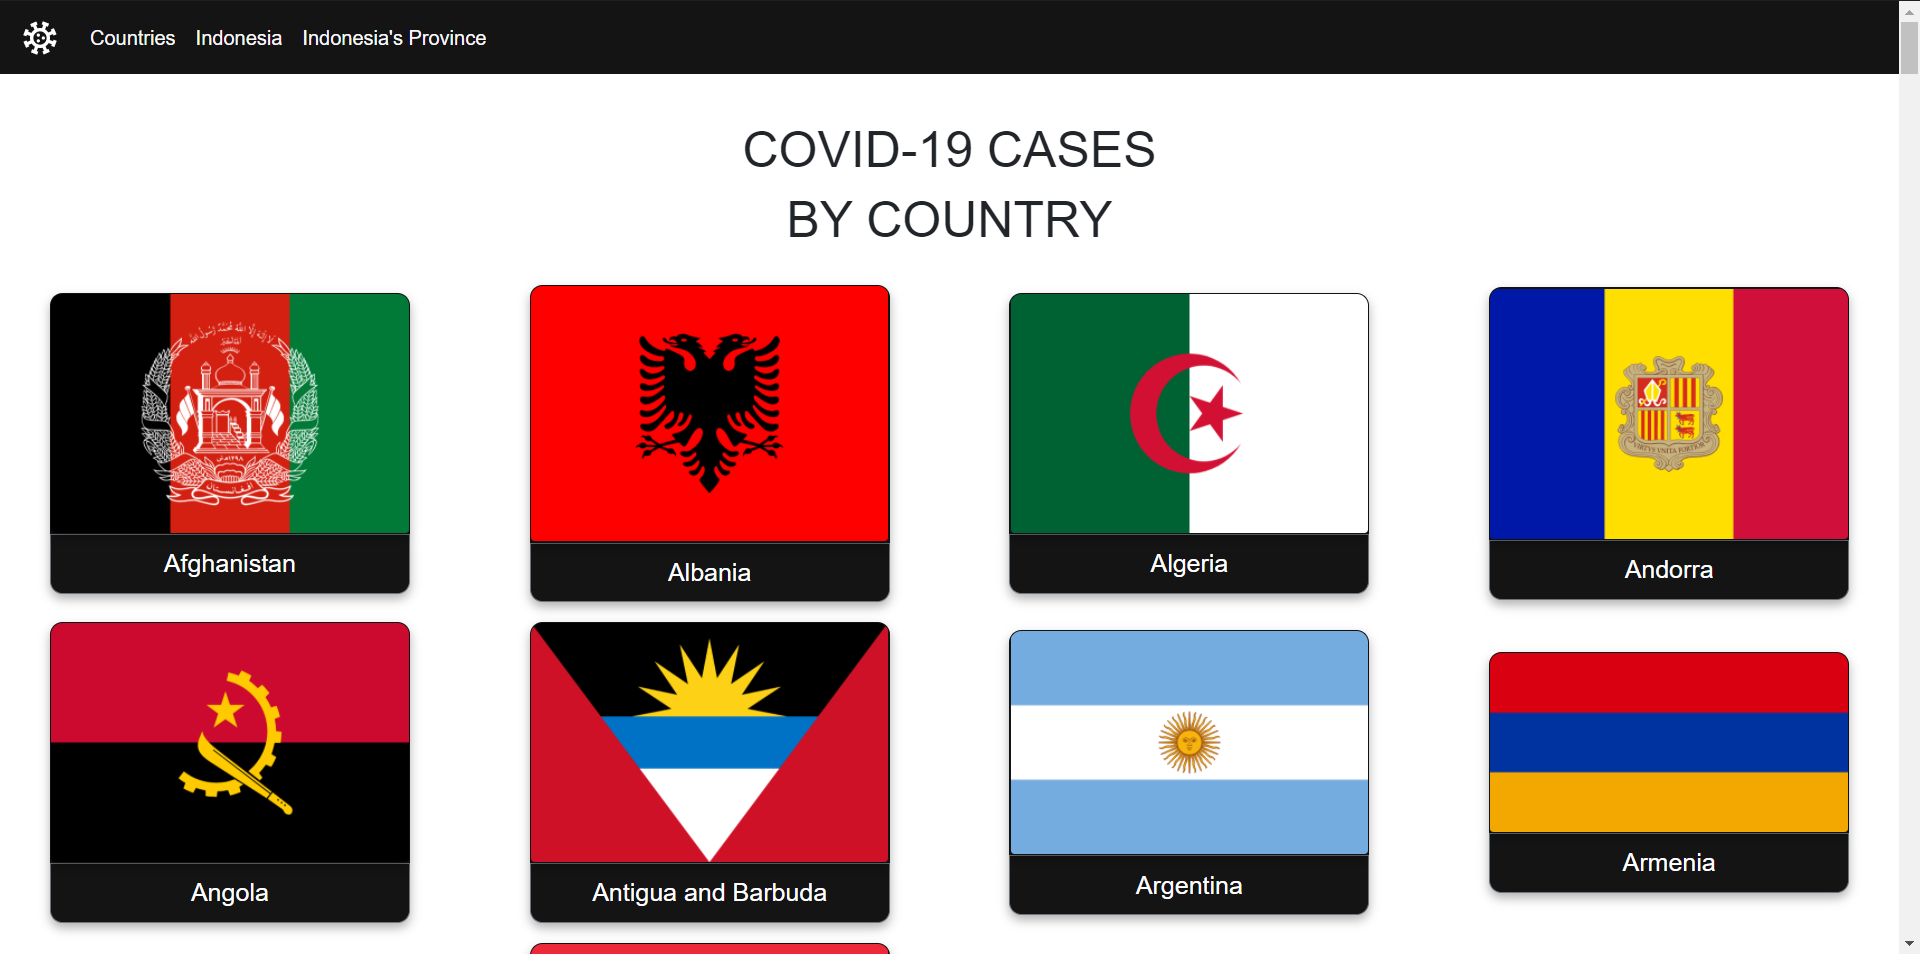 Countries Indonesia Indonesia's Province
COVID-19 CASES
BY COUNTRY
Afghanistan
Albania
Algeria
Andorra
Angola
Antigua and Barbuda
Argentina
Armenia